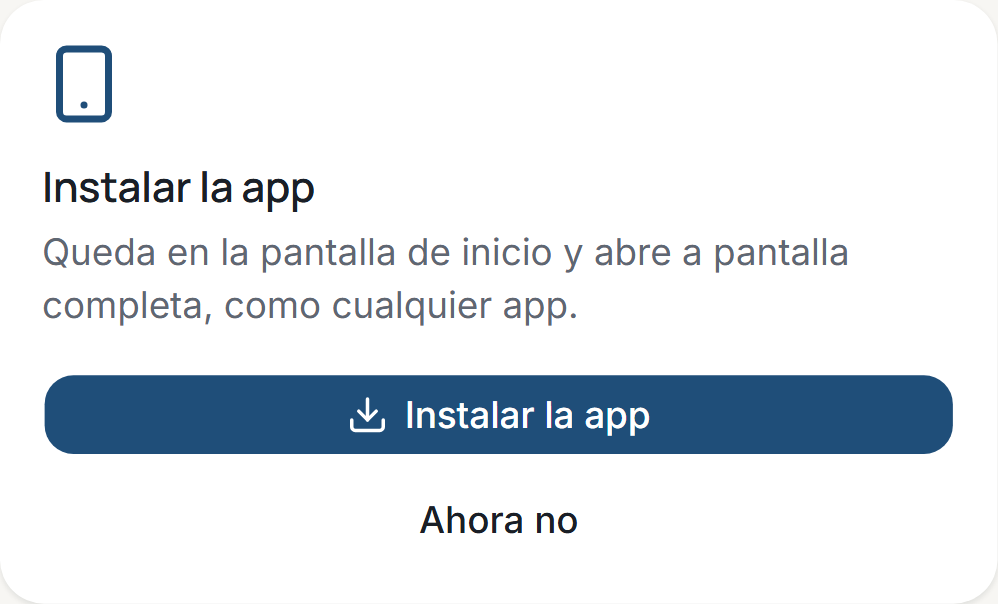 Instalar la app
Queda en la pantalla de inicio y abre a pantalla
completa, como cualquier app.
Instalar la app
Ahora no